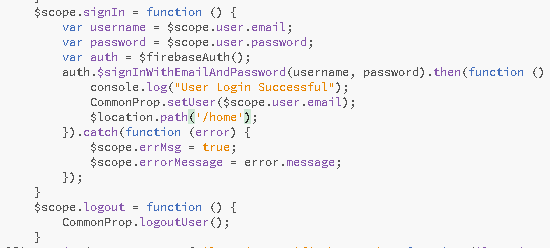 }
$scope.signIn = function () {
var username = $scope.user.email;
var password = $scope.user.password;
var auth = $firebaseAuth();
auth.$signInWithEmailAndPassword(username, password).then(function ()
console.log("User Login Successful");
CommonProp.setUser($scope.user.email);
$location.path('/home');
}).catch(function (error) {
$scope.errMsg = true;
$scope.errorMessage = error.message;
});
}
$scope.logout = function () {
CommonProp.logoutUser();
}